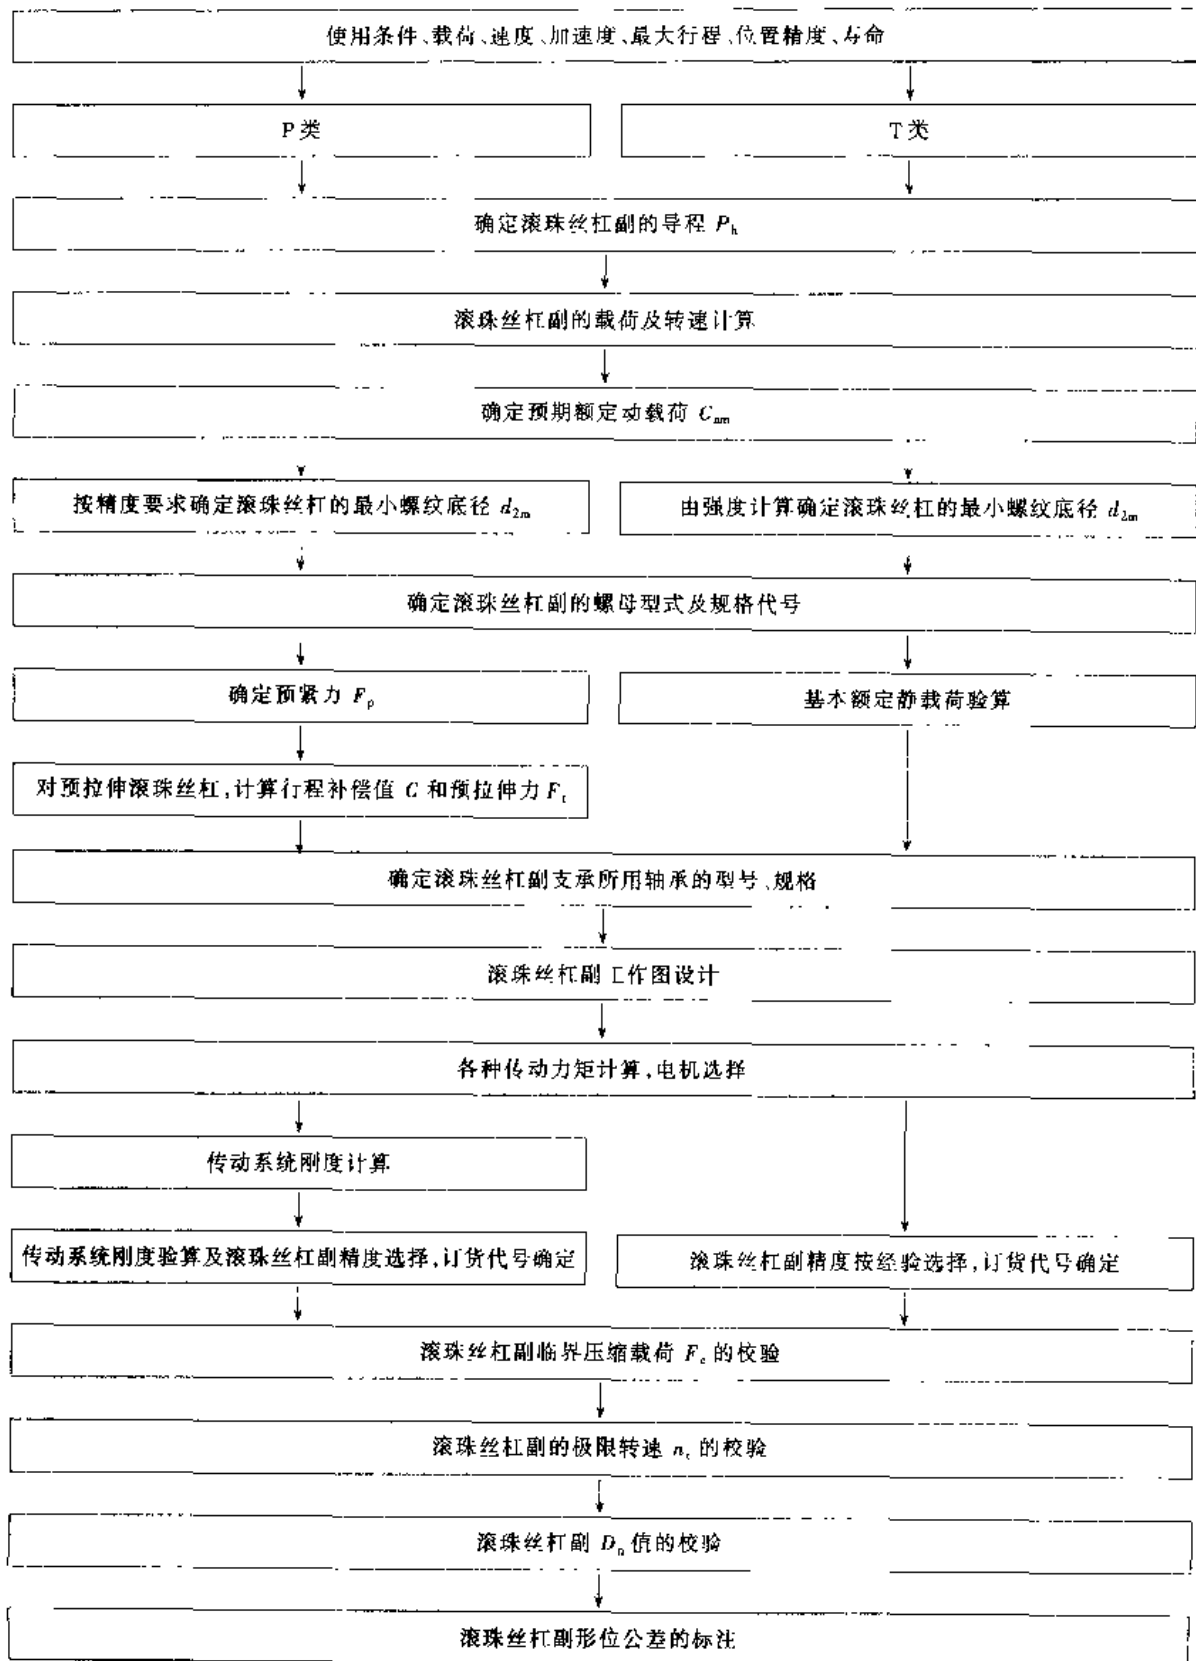 使用条件、载荷、速度、加速度、最大行程、位置精度、寿命
P 类
T 类
确定滚珠丝杠副的导程 Pₕ
滚珠丝杠副的载荷及转速计算
确定预期额定动载荷 Cₐₘ
按精度要求确定滚珠丝杠的最小螺纹底径 d₂ₘ
由强度计算确定滚珠丝杠的最小螺纹底径 d₂ₘ
确定滚珠丝杠副的螺母型式及规格代号
确定预紧力 Fₚ
基本额定静载荷验算
对预拉伸滚珠丝杠,计算行程补偿值 C 和预拉伸力 Fₜ
确定滚珠丝杠副支承所用轴承的型号、规格
滚珠丝杠副工作图设计
各种传动力矩计算,电机选择
传动系统刚度计算
传动系统刚度验算及滚珠丝杠副精度选择,订货代号确定
滚珠丝杠副精度按经验选择,订货代号确定
滚珠丝杠副临界压缩载荷 F꜀ 的校验
滚珠丝杠副的极限转速 n꜀ 的校验
滚珠丝杠副 Dₙ 值的校验
滚珠丝杠副形位公差的标注